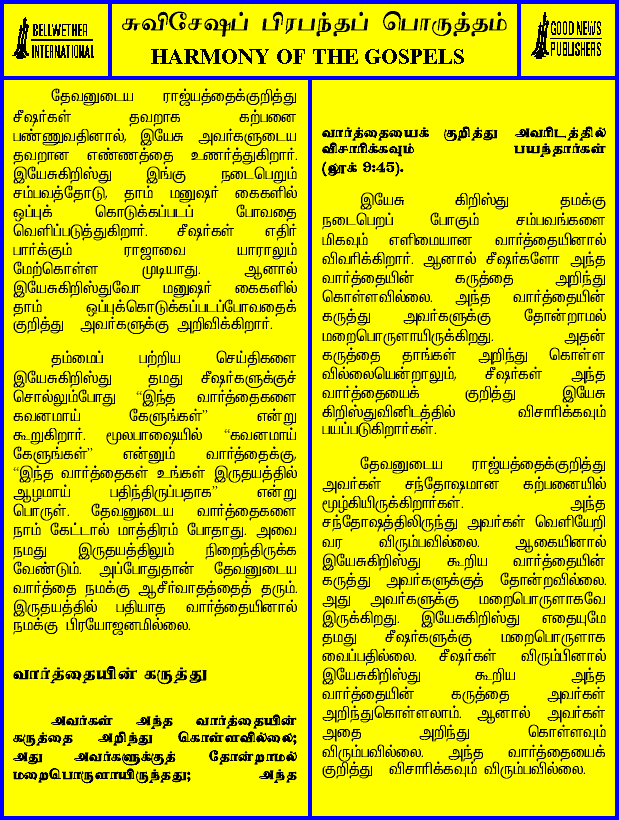 BELLWETHER
INTERNATIONAL
சுவிசேஷப் பிரபந்தப் பொருத்தம்
HARMONY OF THE GOSPELS
GOOD NEWS
PUBLISHERS
தேவனுடைய ராஜ்யத்தைக்குறித்து
சீஷர்கள் தவறாக கற்பனை
பண்ணுவதினால், இயேசு அவர்களுடைய
தவறான எண்ணத்தை உணர்த்துகிறார்.
இயேசுகிறிஸ்து இங்கு நடைபெறும்
சம்பவத்தோடு, தாம் மனுஷர் கைகளில்
ஒப்புக் கொடுக்கப்படப் போவதை
வெளிப்படுத்துகிறார். சீஷர்கள் எதிர்
பார்க்கும் ராஜாவை யாராலும்
மேற்கொள்ள முடியாது. ஆனால்
இயேசுகிறிஸ்துவோ மனுஷர் கைகளில்
தாம் ஒப்புக்கொடுக்கப்படப்போவதைக்
குறித்து அவர்களுக்கு அறிவிக்கிறார்.
தம்மைப் பற்றிய செய்திகளை
இயேசுகிறிஸ்து தமது சீஷர்களுக்குச்
சொல்லும்போது “இந்த வார்த்தைகளை
கவனமாய் கேளுங்கள்” என்று
கூறுகிறார். மூலபாஷையில் “கவனமாய்
கேளுங்கள்” என்னும் வார்த்தைக்கு,
“இந்த வார்த்தைகள் உங்கள் இருதயத்தில்
ஆழமாய் பதிந்திருப்பதாக” என்று
பொருள். தேவனுடைய வார்த்தைகளை
நாம் கேட்டால் மாத்திரம் போதாது. அவை
நமது இருதயத்திலும் நிறைந்திருக்க
வேண்டும். அப்போதுதான் தேவனுடைய
வார்த்தை நமக்கு ஆசீர்வாதத்தைத் தரும்.
இருதயத்தில் பதியாத வார்த்தையினால்
நமக்கு பிரயோஜனமில்லை.
வார்த்தையின் கருத்து
அவர்கள் அந்த வார்த்தையின்
கருத்தை அறிந்து கொள்ளவில்லை;
அது அவர்களுக்குத் தோன்றாமல்
மறைபொருளாயிருந்தது; அந்த
வார்த்தையைக் குறித்து அவரிடத்தில்
விசாரிக்கவும் பயந்தார்கள்
(லூக் 9:45).
இயேசு கிறிஸ்து தமக்கு
நடைபெறப் போகும் சம்பவங்களை
மிகவும் எளிமையான வார்த்தையினால்
விவரிக்கிறார். ஆனால் சீஷர்களோ அந்த
வார்த்தையின் கருத்தை அறிந்து
கொள்ளவில்லை. அந்த வார்த்தையின்
கருத்து அவர்களுக்கு தோன்றாமல்
மறைபொருளாயிருக்கிறது. அதன்
கருத்தை தாங்கள் அறிந்து கொள்ள
வில்லையென்றாலும், சீஷர்கள் அந்த
வார்த்தையைக் குறித்து இயேசு
கிறிஸ்துவினிடத்தில் விசாரிக்கவும்
பயப்படுகிறார்கள்.
தேவனுடைய ராஜ்யத்தைக்குறித்து
அவர்கள் சந்தோஷமான கற்பனையில்
மூழ்கியிருக்கிறார்கள். அந்த
சந்தோஷத்திலிருந்து அவர்கள் வெளியேறி
வர விரும்பவில்லை. ஆகையினால்
இயேசுகிறிஸ்து கூறிய வார்த்தையின்
கருத்து அவர்களுக்குத் தோன்றவில்லை.
அது அவர்களுக்கு மறைபொருளாகவே
இருக்கிறது. இயேசுகிறிஸ்து எதையுமே
தமது சீஷர்களுக்கு மறைபொருளாக
வைப்பதில்லை. சீஷர்கள் விரும்பினால்
இயேசுகிறிஸ்து கூறிய அந்த
வார்த்தையின் கருத்தை அவர்கள்
அறிந்துகொள்ளலாம். ஆனால் அவர்கள்
அதை அறிந்து கொள்ளவும்
விரும்பவில்லை. அந்த வார்த்தையைக்
குறித்து விசாரிக்கவும் விரும்பவில்லை.